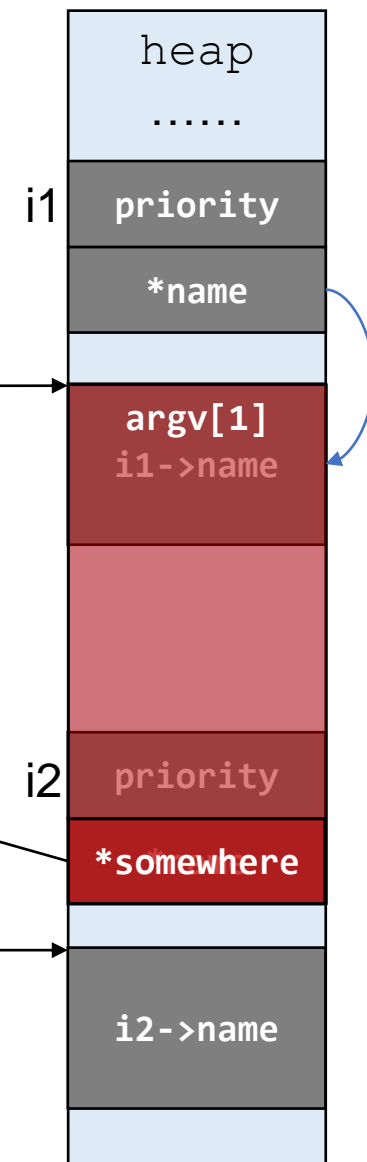 heap
......
i1
priority
*name
argv[1]
i1->name
i2
priority
*somewhere
i2->name